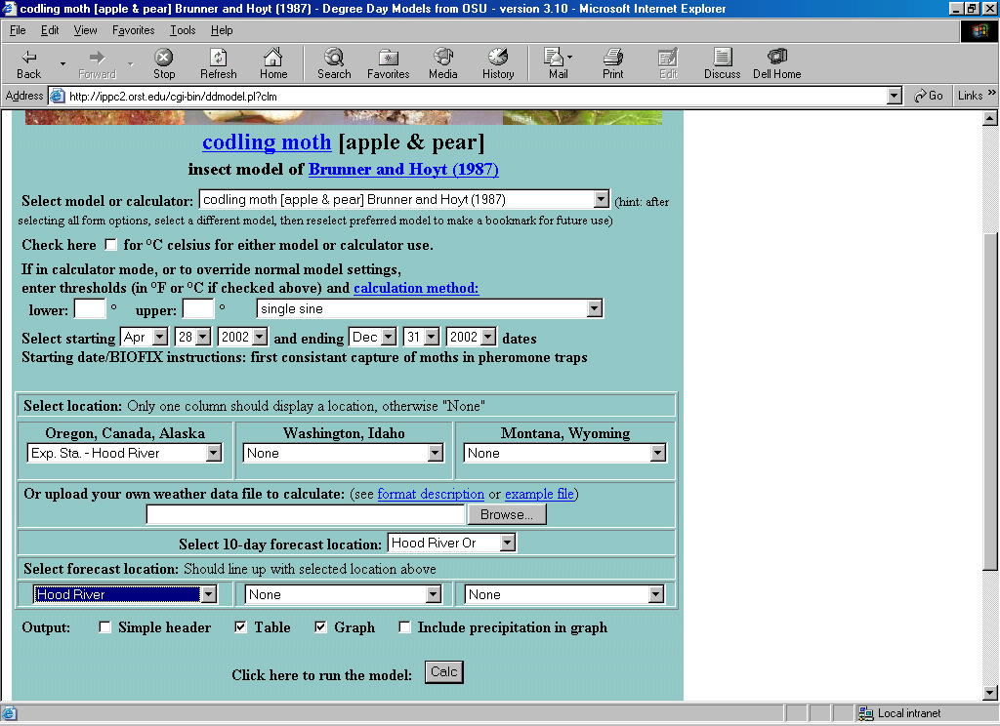 codling moth [apple & pear] Brunner and Hoyt (1987) - Degree Day Models from OSU - version 3.10 - Microsoft Internet Explorer
File Edit View Favorites Tools Help
Back Forward Stop Refresh Home Search Favorites Media History Mail Print Edit Discuss Dell Home
Address http://ippc2.orst.edu/cgi-bin/ddmodel.pl?clm Go Links »
codling moth [apple & pear]
insect model of Brunner and Hoyt (1987)
Select model or calculator: codling moth [apple & pear] Brunner and Hoyt (1987) (hint: after
selecting all form options, select a different model, then reselect preferred model to make a bookmark for future use)
Check here for °C celsius for either model or calculator use.
If in calculator mode, or to override normal model settings,
enter thresholds (in °F or °C if checked above) and calculation method:
lower: ° upper: ° single sine
Select starting Apr 28 2002 and ending Dec 31 2002 dates
Starting date/BIOFIX instructions: first consistant capture of moths in pheromone traps
Select location: Only one column should display a location, otherwise "None"
Oregon, Canada, Alaska Washington, Idaho Montana, Wyoming
Exp. Sta. - Hood River None None
Or upload your own weather data file to calculate: (see format description or example file)
Browse...
Select 10-day forecast location: Hood River Or
Select forecast location: Should line up with selected location above
Hood River None None
Output: Simple header Table Graph Include precipitation in graph
Click here to run the model: Calc
Local intranet